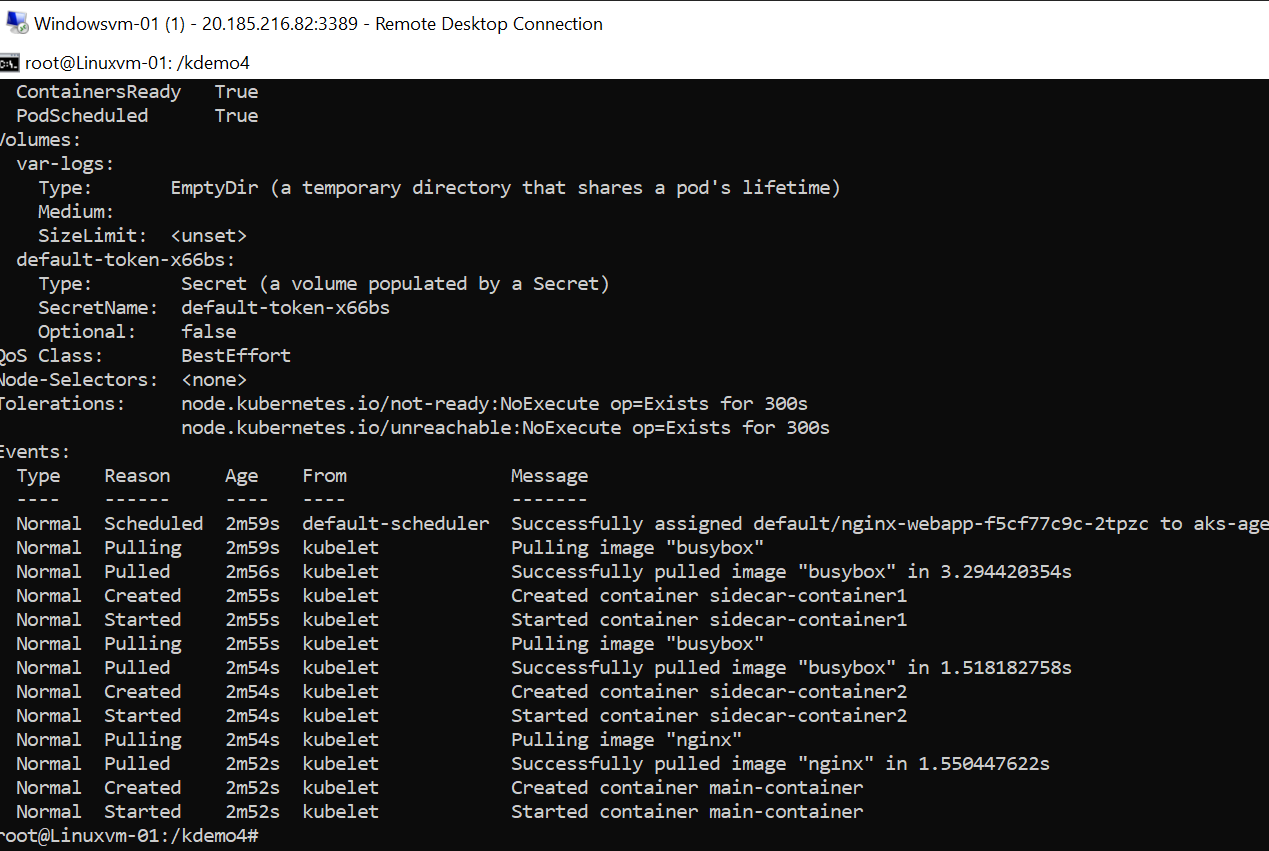 Windowsvm-01 (1) - 20.185.216.82:3389 - Remote Desktop Connection
root@Linuxvm-01: /kdemo4
ContainersReady   True
PodScheduled      True
Volumes:
var-logs:
Type:       EmptyDir (a temporary directory that shares a pod's lifetime)
Medium:
SizeLimit:  <unset>
default-token-x66bs:
Type:        Secret (a volume populated by a Secret)
SecretName:  default-token-x66bs
Optional:    false
QoS Class:       BestEffort
Node-Selectors:  <none>
Tolerations:     node.kubernetes.io/not-ready:NoExecute op=Exists for 300s
node.kubernetes.io/unreachable:NoExecute op=Exists for 300s
Events:
Type    Reason     Age    From               Message
----    ------     ----   ----               -------
Normal  Scheduled  2m59s  default-scheduler  Successfully assigned default/nginx-webapp-f5cf77c9c-2tpzc to aks-age
Normal  Pulling    2m59s  kubelet            Pulling image "busybox"
Normal  Pulled     2m56s  kubelet            Successfully pulled image "busybox" in 3.294420354s
Normal  Created    2m55s  kubelet            Created container sidecar-container1
Normal  Started    2m55s  kubelet            Started container sidecar-container1
Normal  Pulling    2m55s  kubelet            Pulling image "busybox"
Normal  Pulled     2m54s  kubelet            Successfully pulled image "busybox" in 1.518182758s
Normal  Created    2m54s  kubelet            Created container sidecar-container2
Normal  Started    2m54s  kubelet            Started container sidecar-container2
Normal  Pulling    2m54s  kubelet            Pulling image "nginx"
Normal  Pulled     2m52s  kubelet            Successfully pulled image "nginx" in 1.550447622s
Normal  Created    2m52s  kubelet            Created container main-container
Normal  Started    2m52s  kubelet            Started container main-container
root@Linuxvm-01:/kdemo4#